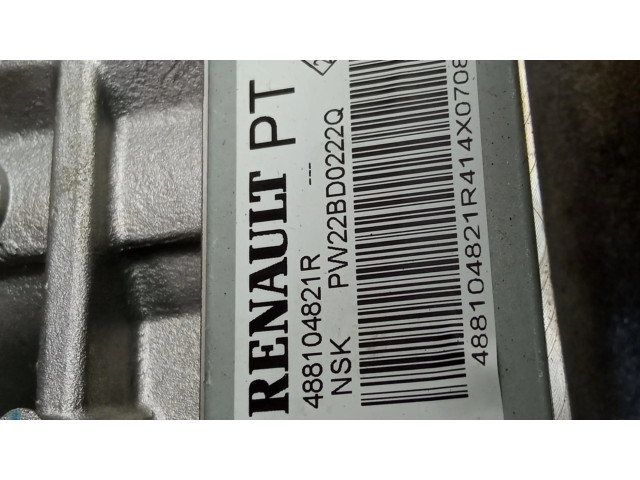 RENAULT PT
488104821R ---
NSK PW22BD0222Q
488104821R414X0708